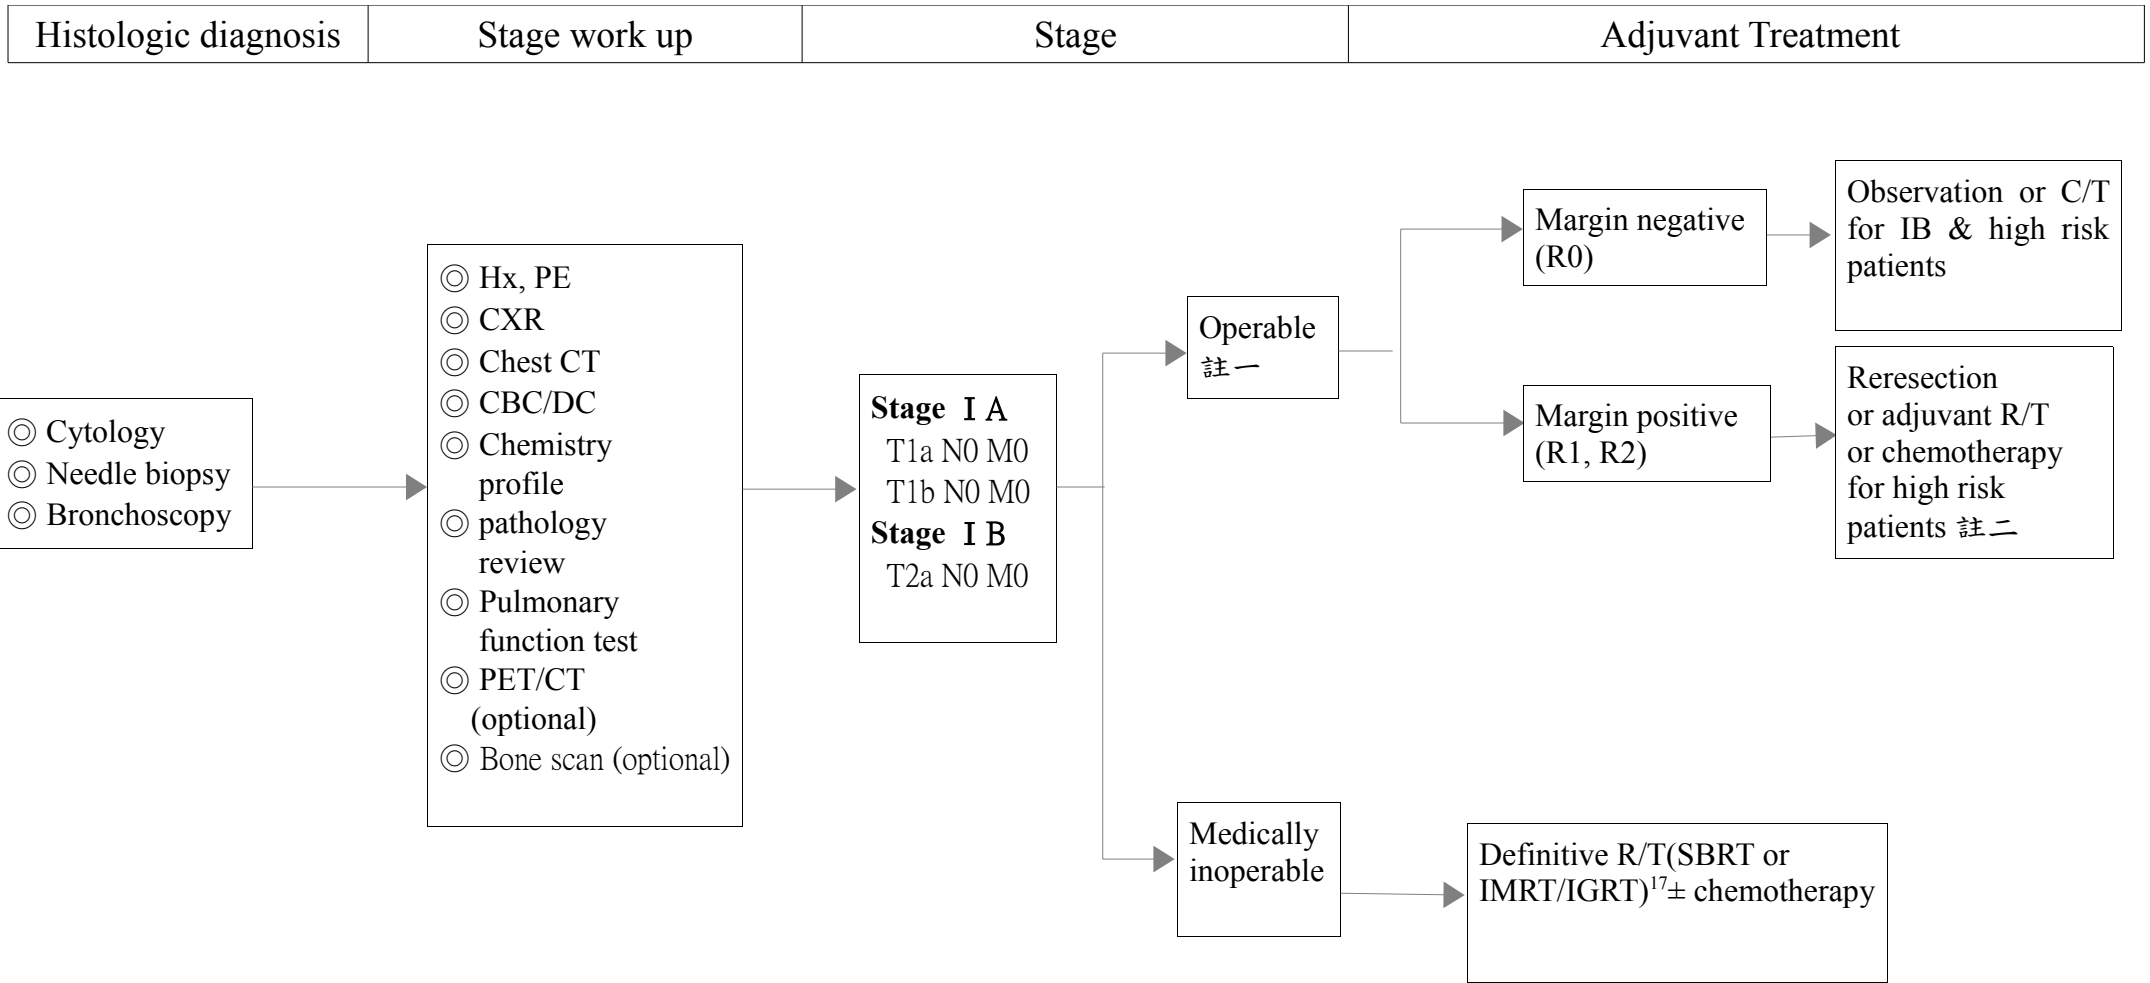 Histologic diagnosis
Stage work up
Stage
Adjuvant Treatment
◎ Cytology
◎ Needle biopsy
◎ Bronchoscopy
◎ Hx, PE
◎ CXR
◎ Chest CT
◎ CBC/DC
◎ Chemistry
profile
◎ pathology
review
◎ Pulmonary
function test
◎ PET/CT
(optional)
◎ Bone scan (optional)
Stage ⅠA
T1a N0 M0
T1b N0 M0
Stage ⅠB
T2a N0 M0
Operable
註一
Margin negative
(R0)
Observation or C/T
for IB & high risk
patients
Margin positive
(R1, R2)
Reresection
or adjuvant R/T
or chemotherapy
for high risk
patients 註二
Medically
inoperable
Definitive R/T(SBRT or
IMRT/IGRT)¹⁷± chemotherapy